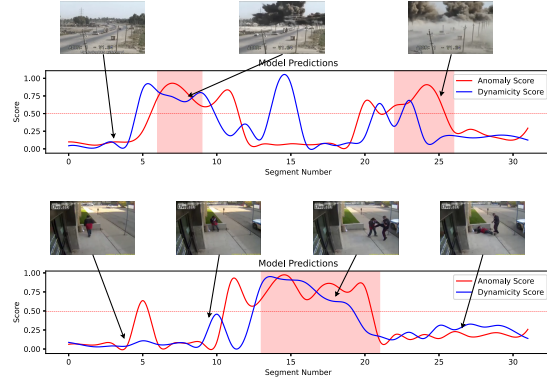 Model Predictions
1.00
0.75
0.50
0.25
0.00
Score
Anomaly Score
Dynamicity Score
0 5 10 15 20 25 30
Segment Number
Model Predictions
1.00
0.75
0.50
0.25
0.00
Score
Anomaly Score
Dynamicity Score
0 5 10 15 20 25 30
Segment Number